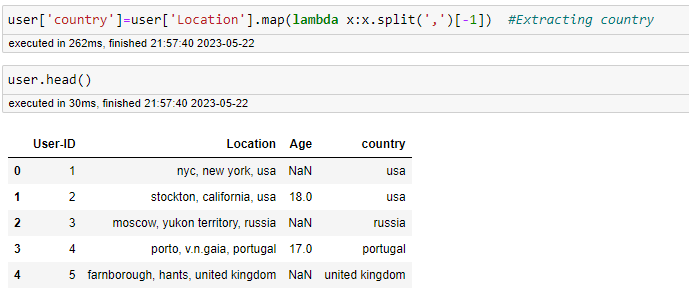 user['country']=user['Location'].map(lambda x:x.split(',')[-1])  #Extracting country
executed in 262ms, finished 21:57:40 2023-05-22
user.head()
executed in 30ms, finished 21:57:40 2023-05-22
User-ID Location Age country
0 1 nyc, new york, usa NaN usa
1 2 stockton, california, usa 18.0 usa
2 3 moscow, yukon territory, russia NaN russia
3 4 porto, v.n.gaia, portugal 17.0 portugal
4 5 farnborough, hants, united kingdom NaN united kingdom